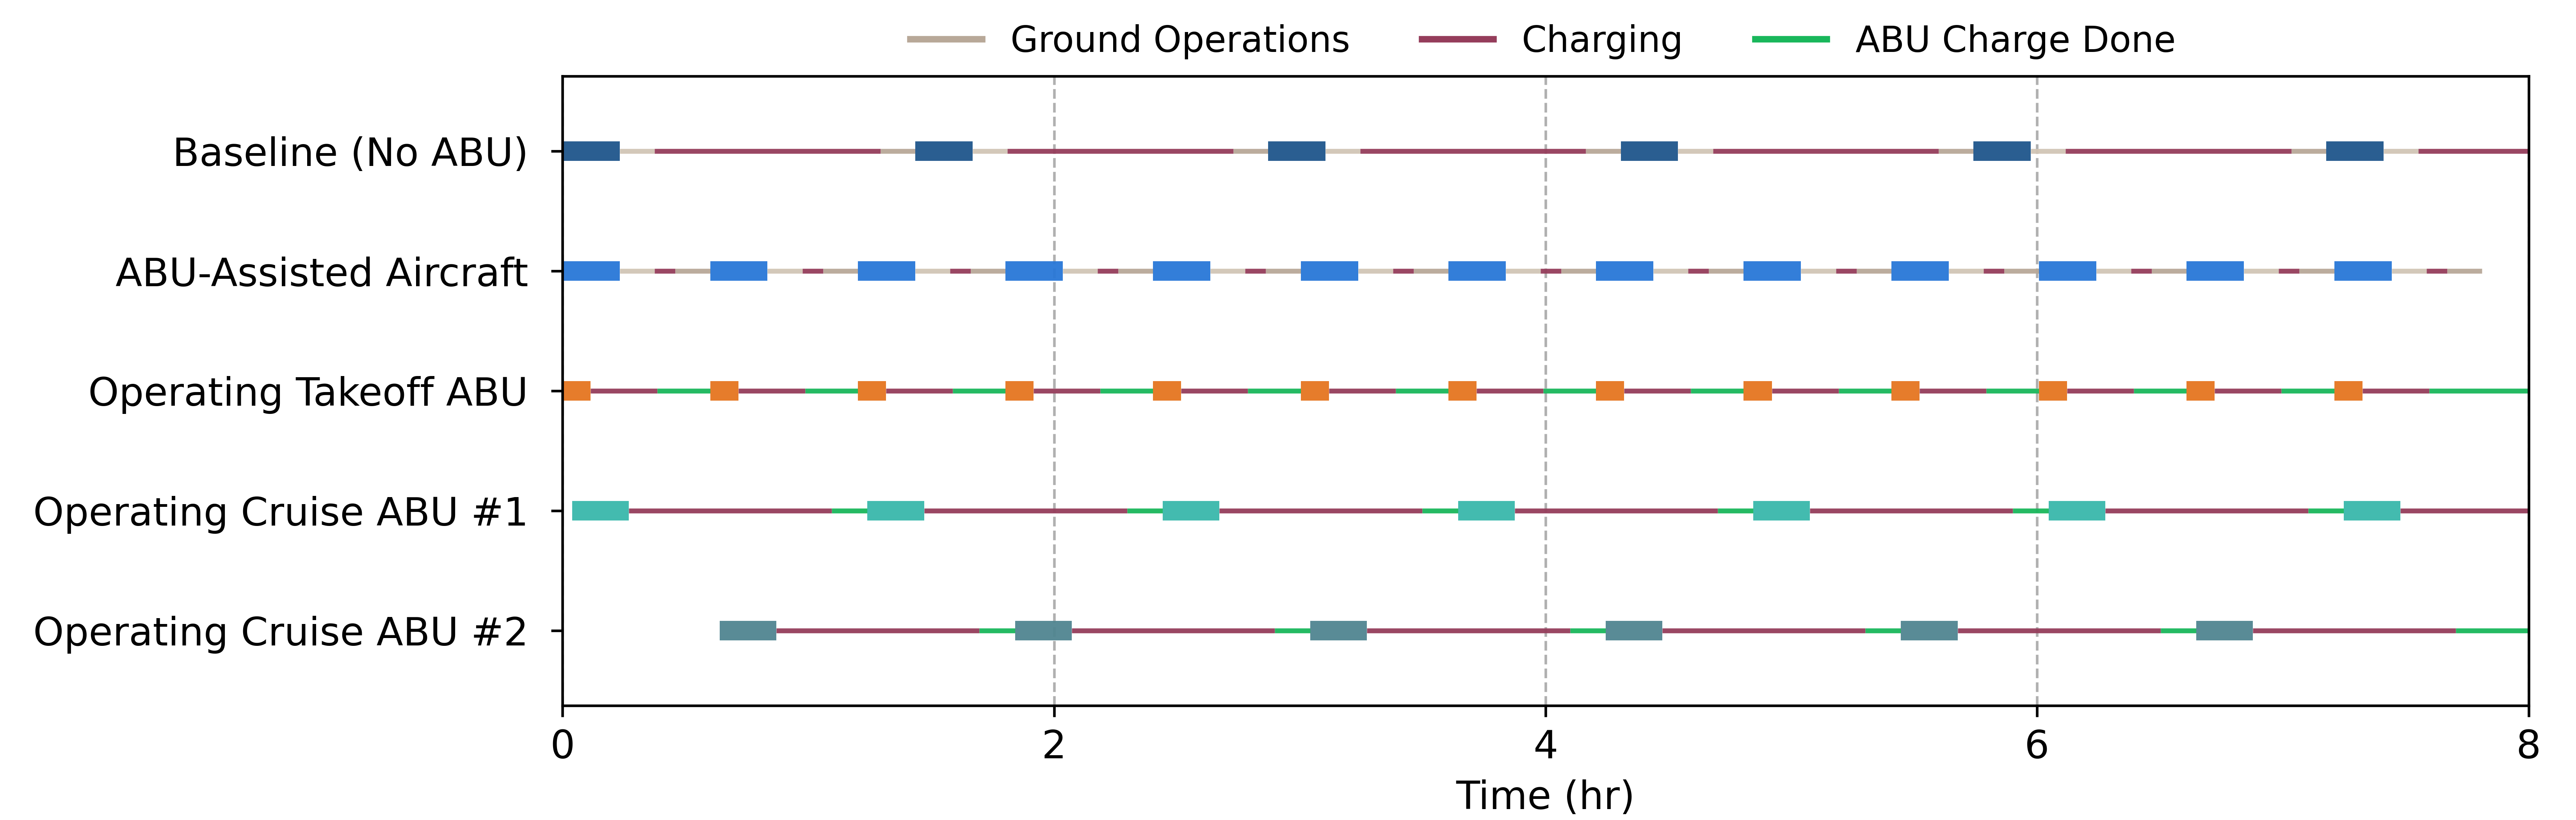 Ground Operations
Charging
ABU Charge Done
Baseline (No ABU)
ABU-Assisted Aircraft
Operating Takeoff ABU
Operating Cruise ABU #1
Operating Cruise ABU #2
0 2 4 6 8
Time (hr)